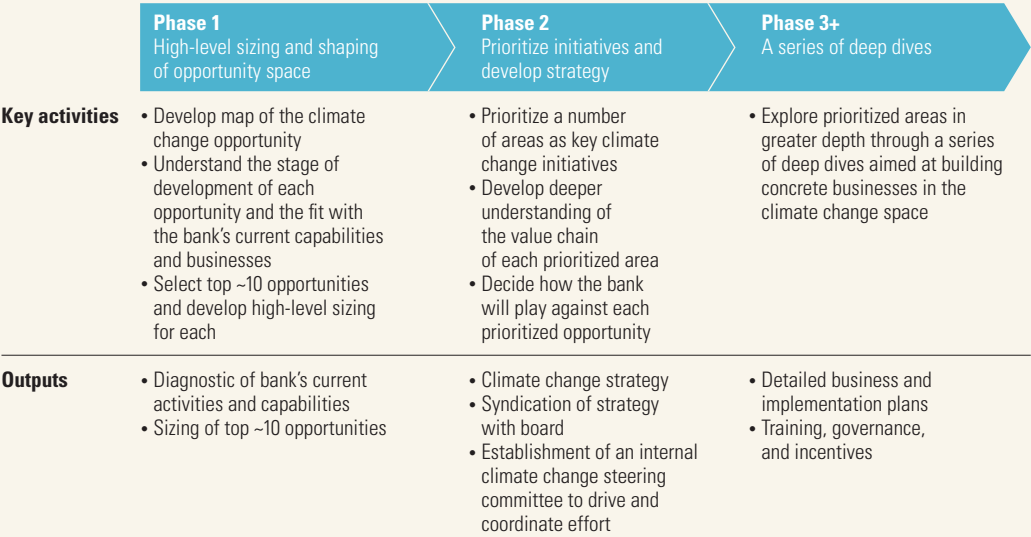 Phase 1
High-level sizing and shaping
of opportunity space
Phase 2
Prioritize initiatives and
develop strategy
Phase 3+
A series of deep dives
Key activities
• Develop map of the climate
change opportunity
• Understand the stage of
development of each
opportunity and the fit with
the bank's current capabilities
and businesses
• Select top ~10 opportunities
and develop high-level sizing
for each
• Prioritize a number
of areas as key climate
change initiatives
• Develop deeper
understanding of
the value chain
of each prioritized area
• Decide how the bank
will play against each
prioritized opportunity
• Explore prioritized areas in
greater depth through a series
of deep dives aimed at building
concrete businesses in the
climate change space
Outputs
• Diagnostic of bank's current
activities and capabilities
• Sizing of top ~10 opportunities
• Climate change strategy
• Syndication of strategy
with board
• Establishment of an internal
climate change steering
committee to drive and
coordinate effort
• Detailed business and
implementation plans
• Training, governance,
and incentives